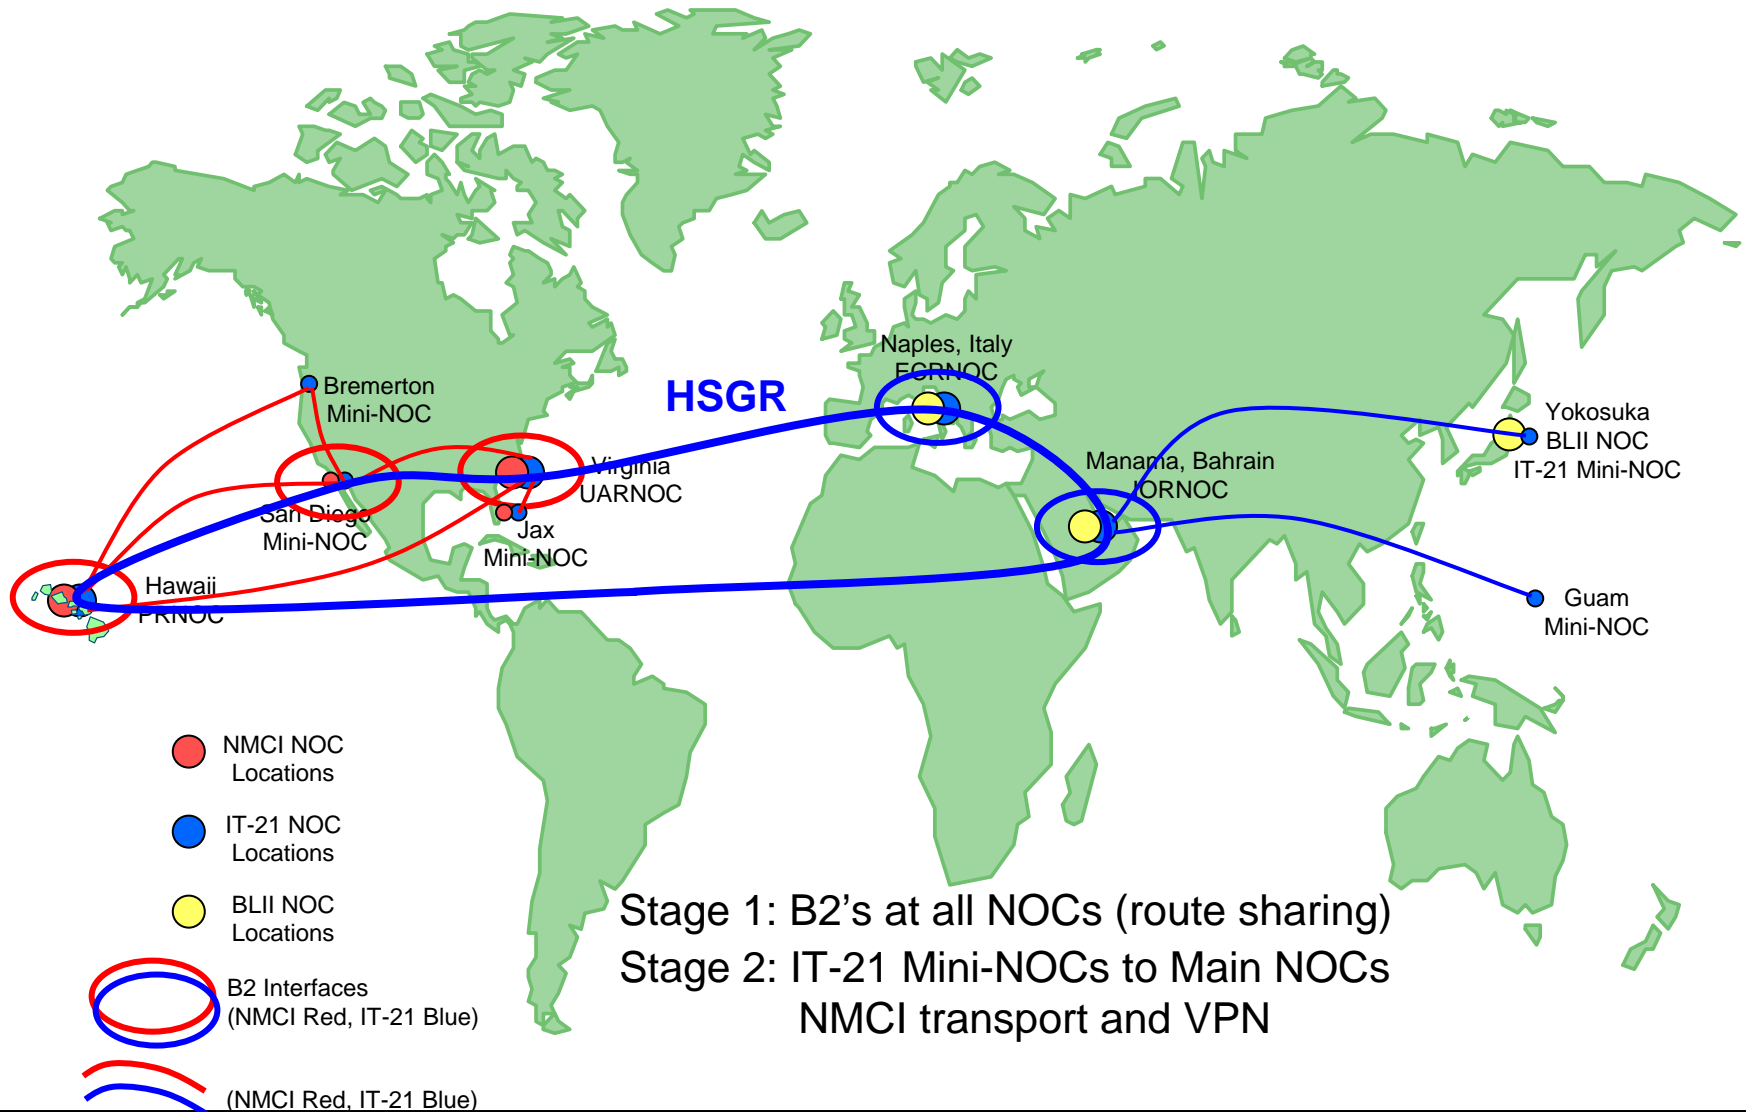 Naples, Italy
ECRNOC
HSGR
Bremerton
Mini-NOC
Yokosuka
BLII NOC
IT-21 Mini-NOC
Virginia
UARNOC
Manama, Bahrain
IORNOC
San Diego
Mini-NOC
Jax
Mini-NOC
Hawaii
PRNOC
Guam
Mini-NOC
NMCI NOC
Locations
IT-21 NOC
Locations
BLII NOC
Locations
B2 Interfaces
(NMCI Red, IT-21 Blue)
(NMCI Red, IT-21 Blue)
Stage 1: B2’s at all NOCs (route sharing)
Stage 2: IT-21 Mini-NOCs to Main NOCs
NMCI transport and VPN